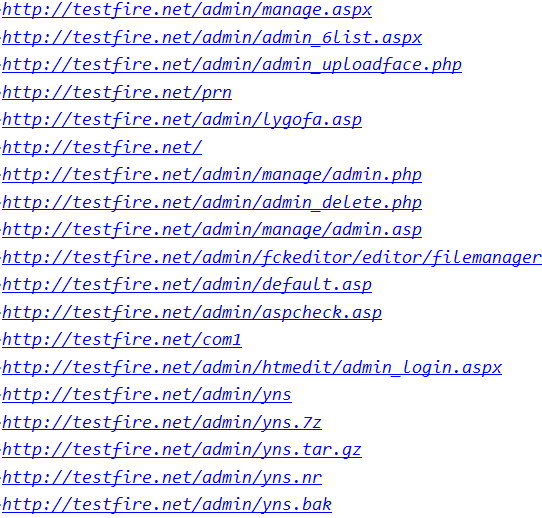 http://testfire.net/admin/manage.aspx
http://testfire.net/admin/admin_6list.aspx
http://testfire.net/admin/admin_uploadface.php
http://testfire.net/prn
http://testfire.net/admin/lygofa.asp
http://testfire.net/
http://testfire.net/admin/manage/admin.php
http://testfire.net/admin/admin_delete.php
http://testfire.net/admin/manage/admin.asp
http://testfire.net/admin/fckeditor/editor/filemanager
http://testfire.net/admin/default.asp
http://testfire.net/admin/aspcheck.asp
http://testfire.net/com1
http://testfire.net/admin/htmedit/admin_login.aspx
http://testfire.net/admin/yns
http://testfire.net/admin/yns.7z
http://testfire.net/admin/yns.tar.gz
http://testfire.net/admin/yns.nr
http://testfire.net/admin/yns.bak